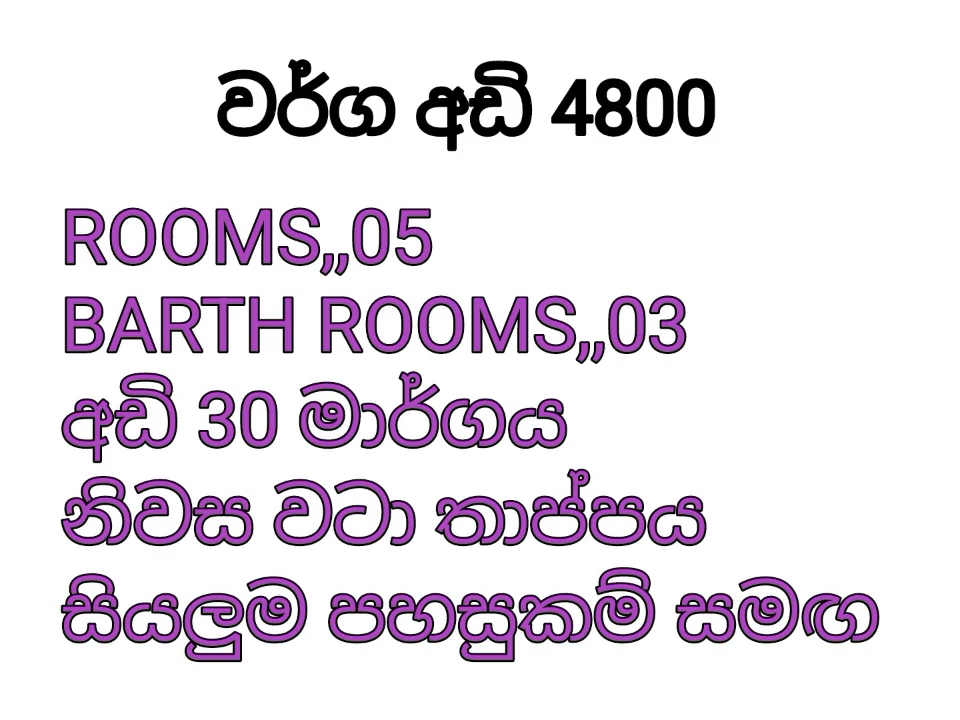 වර්ග අඩි 4800
ROOMS,,05
BARTH ROOMS,,03
අඩි 30 මාර්ගය
නිවස වටා තාප්පය
සියලුම පහසුකම් සමඟ